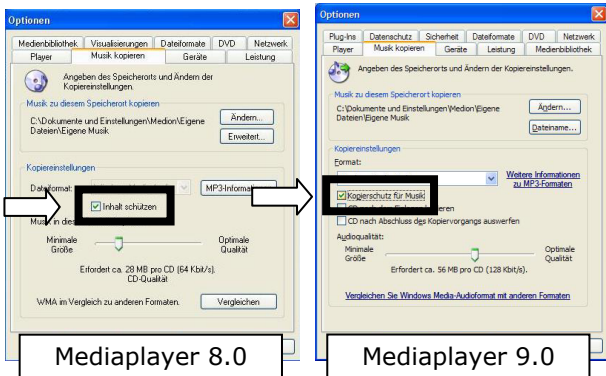 Optionen
Medienbibliothek Visualisierungen Dateiformate DVD Netzwerk
Player Musik kopieren Geräte Leistung
Angeben des Speicherorts und Ändern der
Kopiereinstellungen.
Musik zu diesem Speicherort kopieren
C:\Dokumente und Einstellungen\Medion\Eigene
Dateien\Eigene Musik
Ändern...
Erweitert...
Kopiereinstellungen
Dateiformat:
MP3-Informationen
Inhalt schützen
Musik in
Minimale
Größe
Optimale
Qualität
Erfordert ca. 28 MB pro CD (64 Kbit/s).
CD-Qualität
WMA im Vergleich zu anderen Formaten.
Vergleichen
Mediaplayer 8.0
Optionen
Plug-Ins Datenschutz Sicherheit Dateiformate DVD Netzwerk
Player Musik kopieren Geräte Leistung Medienbibliothek
Angeben des Speicherorts und Ändern der Kopiereinstellungen.
Musik zu diesem Speicherort kopieren
C:\Dokumente und Einstellungen\Medion\Eigene
Dateien\Eigene Musik
Ändern...
Dateiname...
Kopiereinstellungen
Format:
Weitere Informationen
zu MP3-Formaten
Kopierschutz für Musik
CD
CD nach Abschluss des Kopiervorgangs auswerfen
Audioqualität:
Minimale
Größe
Optimale
Qualität
Erfordert ca. 56 MB pro CD (128 Kbit/s).
Vergleichen Sie Windows Media-Audioformat mit anderen Formaten
Mediaplayer 9.0